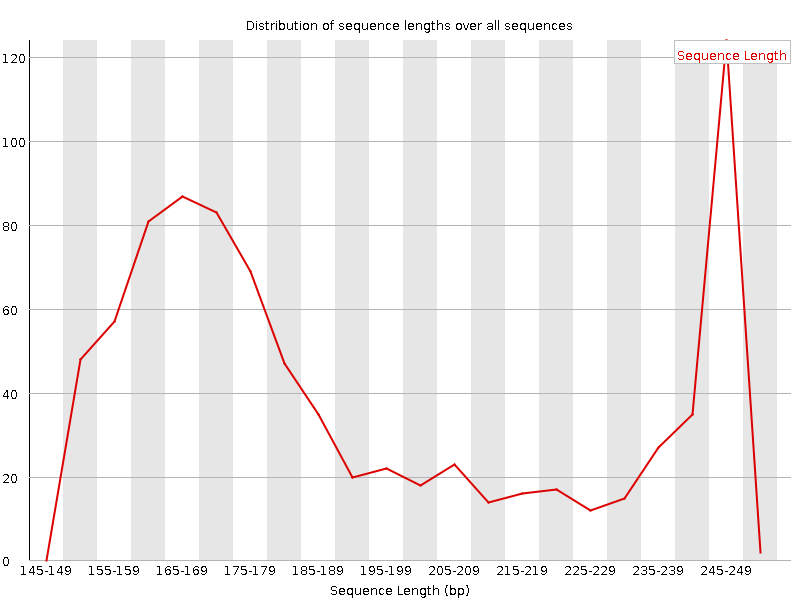 Distribution of sequence lengths over all sequences
Sequence Length
120
100
80
60
40
20
0
145-149 155-159 165-169 175-179 185-189 195-199 205-209 215-219 225-229 235-239 245-249
Sequence Length (bp)